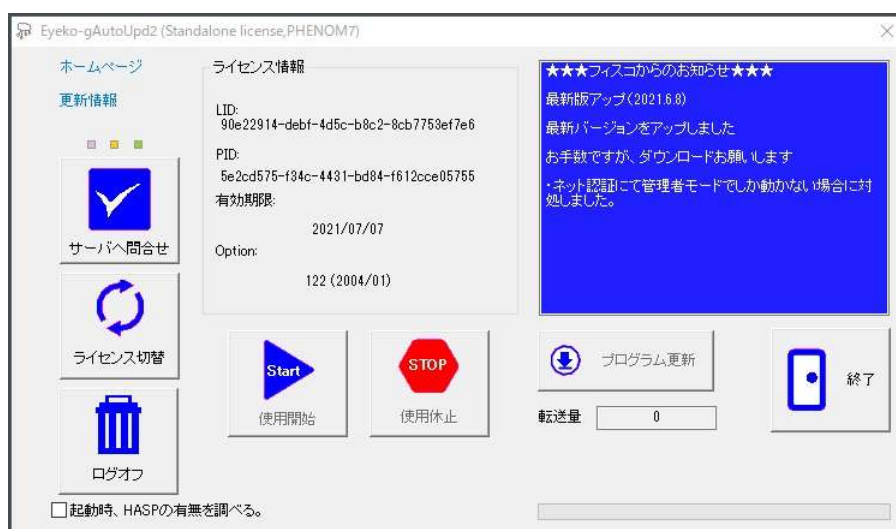 Eyeko-gAutoUpd2 (Standalone license,PHENOM7)
ホームページ
更新情報
サーバへ問合せ
ライセンス切替
ログオフ
起動時、HASPの有無を調べる。
ライセンス情報
LID:
90e22914-debf-4d5c-b8c2-8cb7753ef7e6
PID:
5e2cd575-f34c-4431-bd84-f612cce05755
有効期限:
2021/07/07
Option:
122 (2004/01)
Start
使用開始
STOP
使用休止
★★★フィスコからのお知らせ★★★
最新版アップ(2021.6.8)
最新バージョンをアップしました
お手数ですが、ダウンロードお願いします
・ネット認証にて管理者モードでしか動かない場合に対
処しました。
プログラム更新
転送量
0
終了